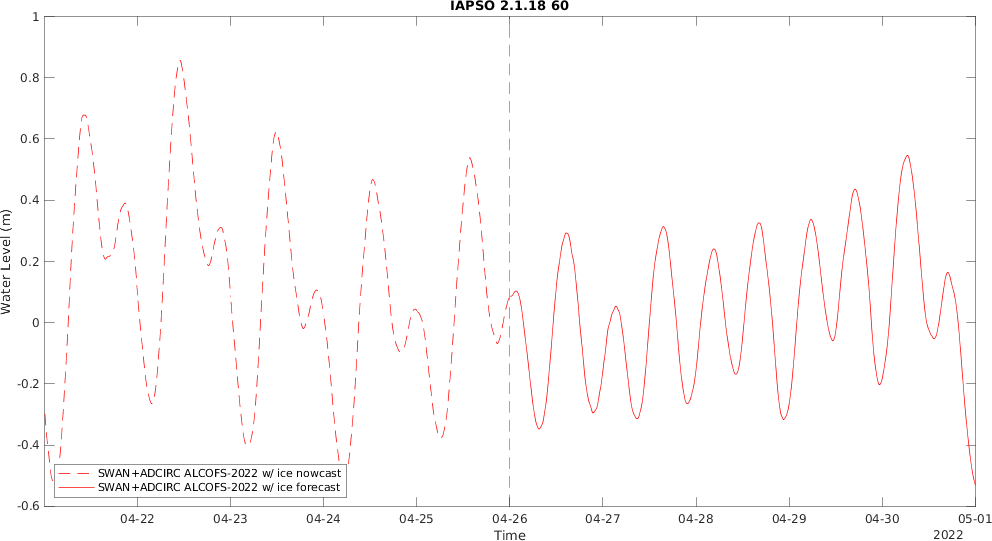 IAPSO 2.1.18 60
Water Level (m)
1
0.8
0.6
0.4
0.2
0
-0.2
-0.4
-0.6
SWAN+ADCIRC ALCOFS-2022 w/ ice nowcast
SWAN+ADCIRC ALCOFS-2022 w/ ice forecast
04-22 04-23 04-24 04-25 04-26 04-27 04-28 04-29 04-30 05-01
Time
2022